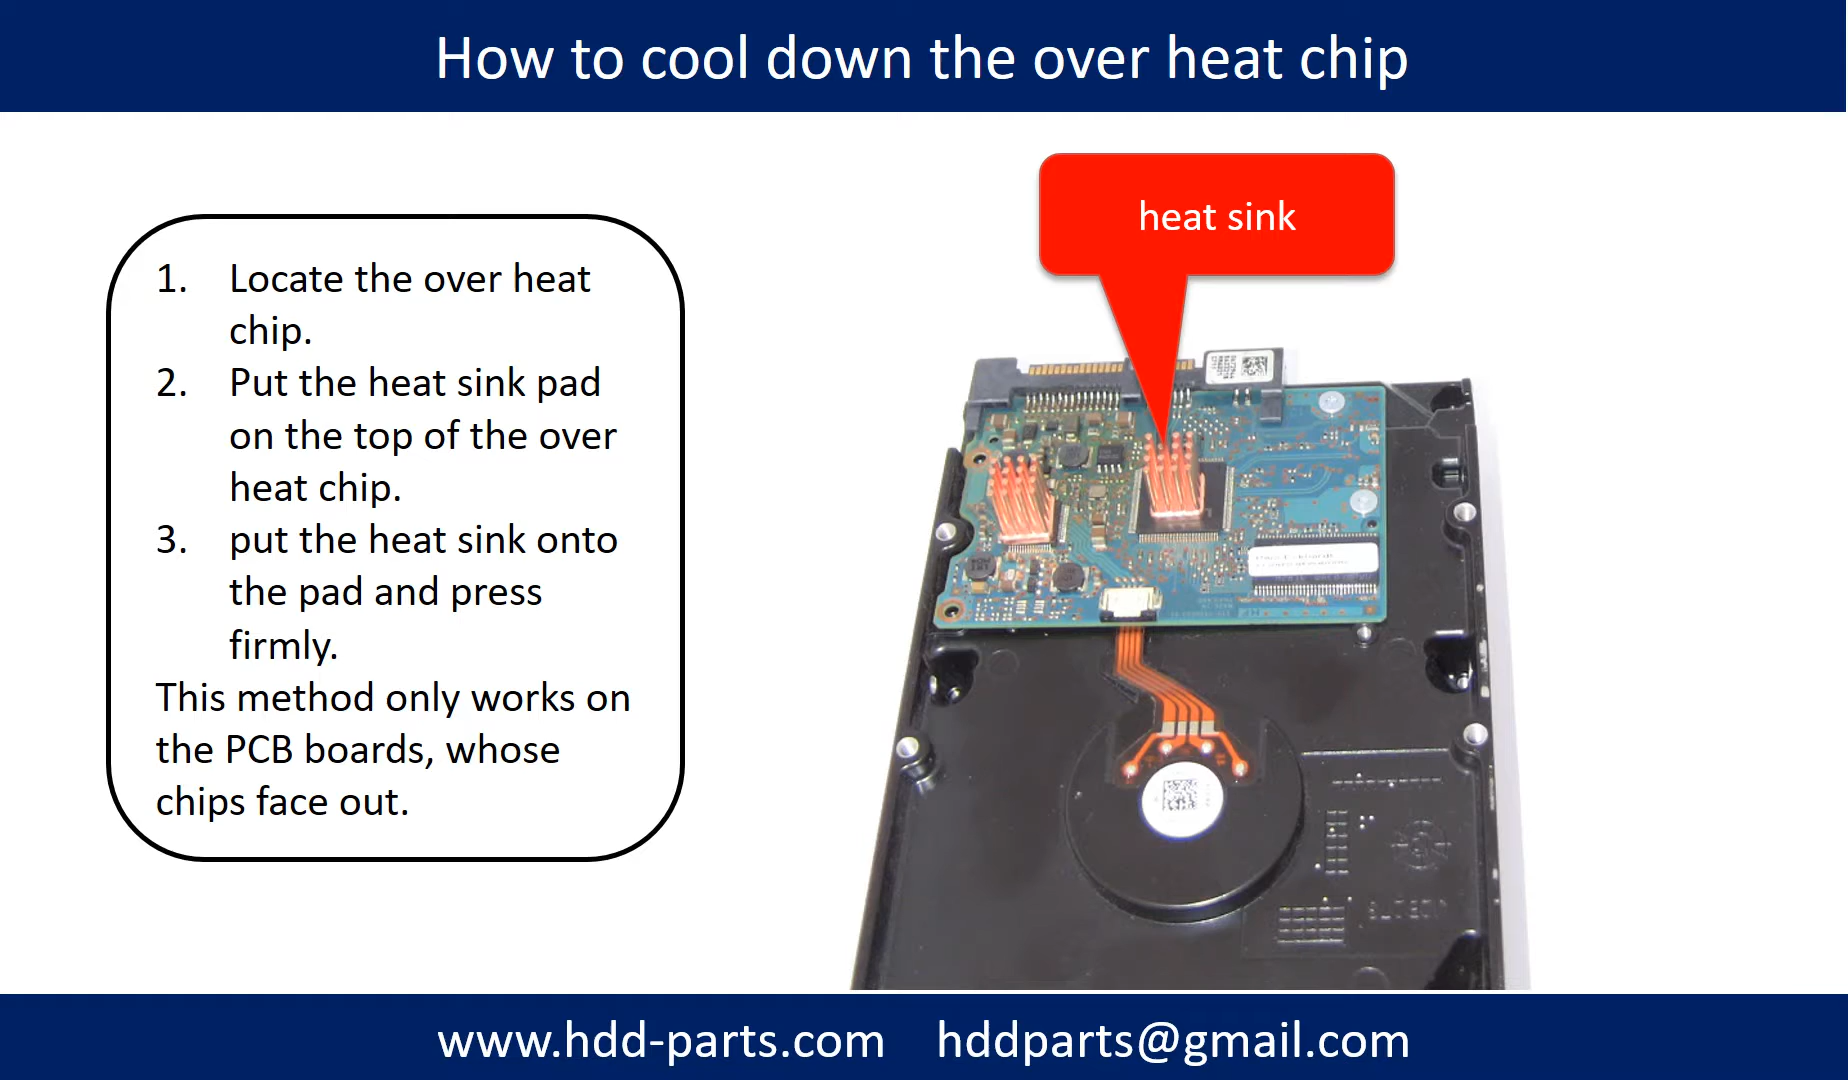 How to cool down the over heat chip
heat sink
1. Locate the over heat
chip.
2. Put the heat sink pad
on the top of the over
heat chip.
3. put the heat sink onto
the pad and press
firmly.
This method only works on
the PCB boards, whose
chips face out.
www.hdd-parts.com hddparts@gmail.com